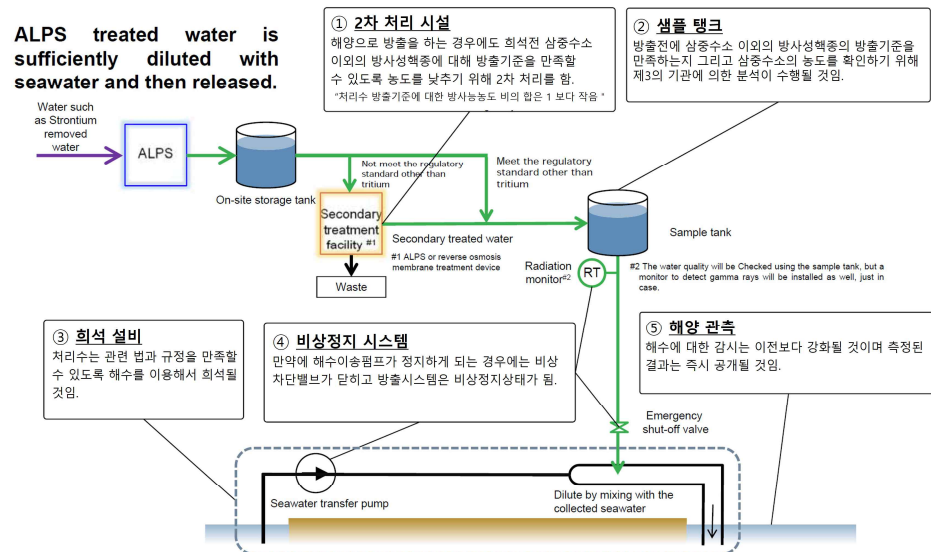 ALPS treated water is
sufficiently diluted with
seawater and then released.
① 2차 처리 시설
해양으로 방출을 하는 경우에도 희석전 삼중수소
이외의 방사성핵종에 대해 방출기준을 만족할
수 있도록 농도를 낮추기 위해 2차 처리를 함.
"처리수 방출기준에 대한 방사능농도 비의 합은 1 보다 작음 "
② 샘플 탱크
방출전에 삼중수소 이외의 방사성핵종의 방출기준을
만족하는지 그리고 삼중수소의 농도를 확인하기 위해
제3의 기관에 의한 분석이 수행될 것임.
Water such
as Strontium
removed
water
ALPS
On-site storage tank
Not meet the regulatory
standard other than
tritium
Meet the regulatory
standard other than
tritium
Secondary
treatment
facility #1
Secondary treated water
#1 ALPS or reverse osmosis
membrane treatment device
Waste
Sample tank
Radiation
monitor#2
RT
#2 The water quality will be Checked using the sample tank, but a
monitor to detect gamma rays will be installed as well, just in
case.
③ 희석 설비
처리수는 관련 법과 규정을 만족할
수 있도록 해수를 이용해서 희석될
것임.
④ 비상정지 시스템
만약에 해수이송펌프가 정지하게 되는 경우에는 비상
차단밸브가 닫히고 방출시스템은 비상정지상태가 됨.
⑤ 해양 관측
해수에 대한 감시는 이전보다 강화될 것이며 측정된
결과는 즉시 공개될 것임.
Emergency
shut-off valve
Seawater transfer pump
Dilute by mixing with the
collected seawater